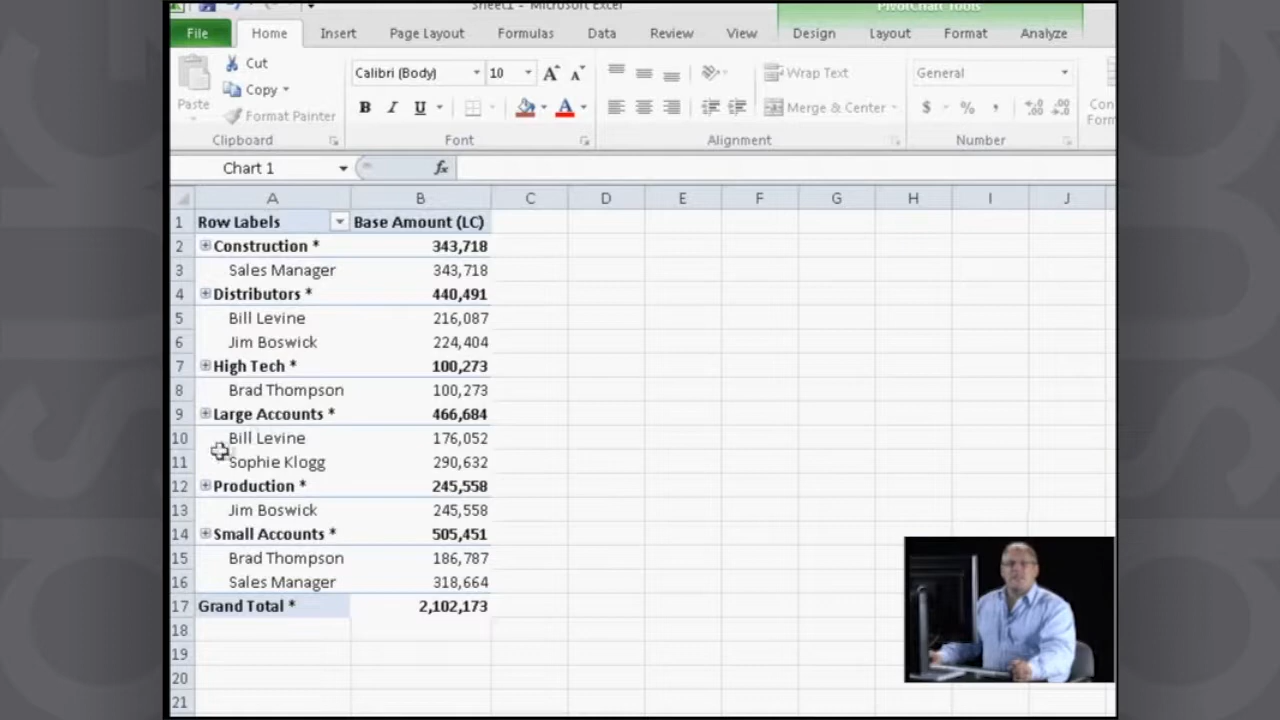 Sheet1 - Microsoft Excel
PivotChart Tools
File Home Insert Page Layout Formulas Data Review View Design Layout Format Analyze
Cut
Copy
Format Painter
Paste
Calibri (Body) 10 A A
B I U A
Wrap Text
Merge & Center
General
$ % ,
Clipboard Font Alignment Number
Chart 1 fx
A B C D E F G H I J
1 Row Labels Base Amount (LC)
2 Construction * 343,718
3 Sales Manager 343,718
4 Distributors * 440,491
5 Bill Levine 216,087
6 Jim Boswick 224,404
7 High Tech * 100,273
8 Brad Thompson 100,273
9 Large Accounts * 466,684
10 Bill Levine 176,052
11 Sophie Klogg 290,632
12 Production * 245,558
13 Jim Boswick 245,558
14 Small Accounts * 505,451
15 Brad Thompson 186,787
16 Sales Manager 318,664
17 Grand Total * 2,102,173
18
19
20
21